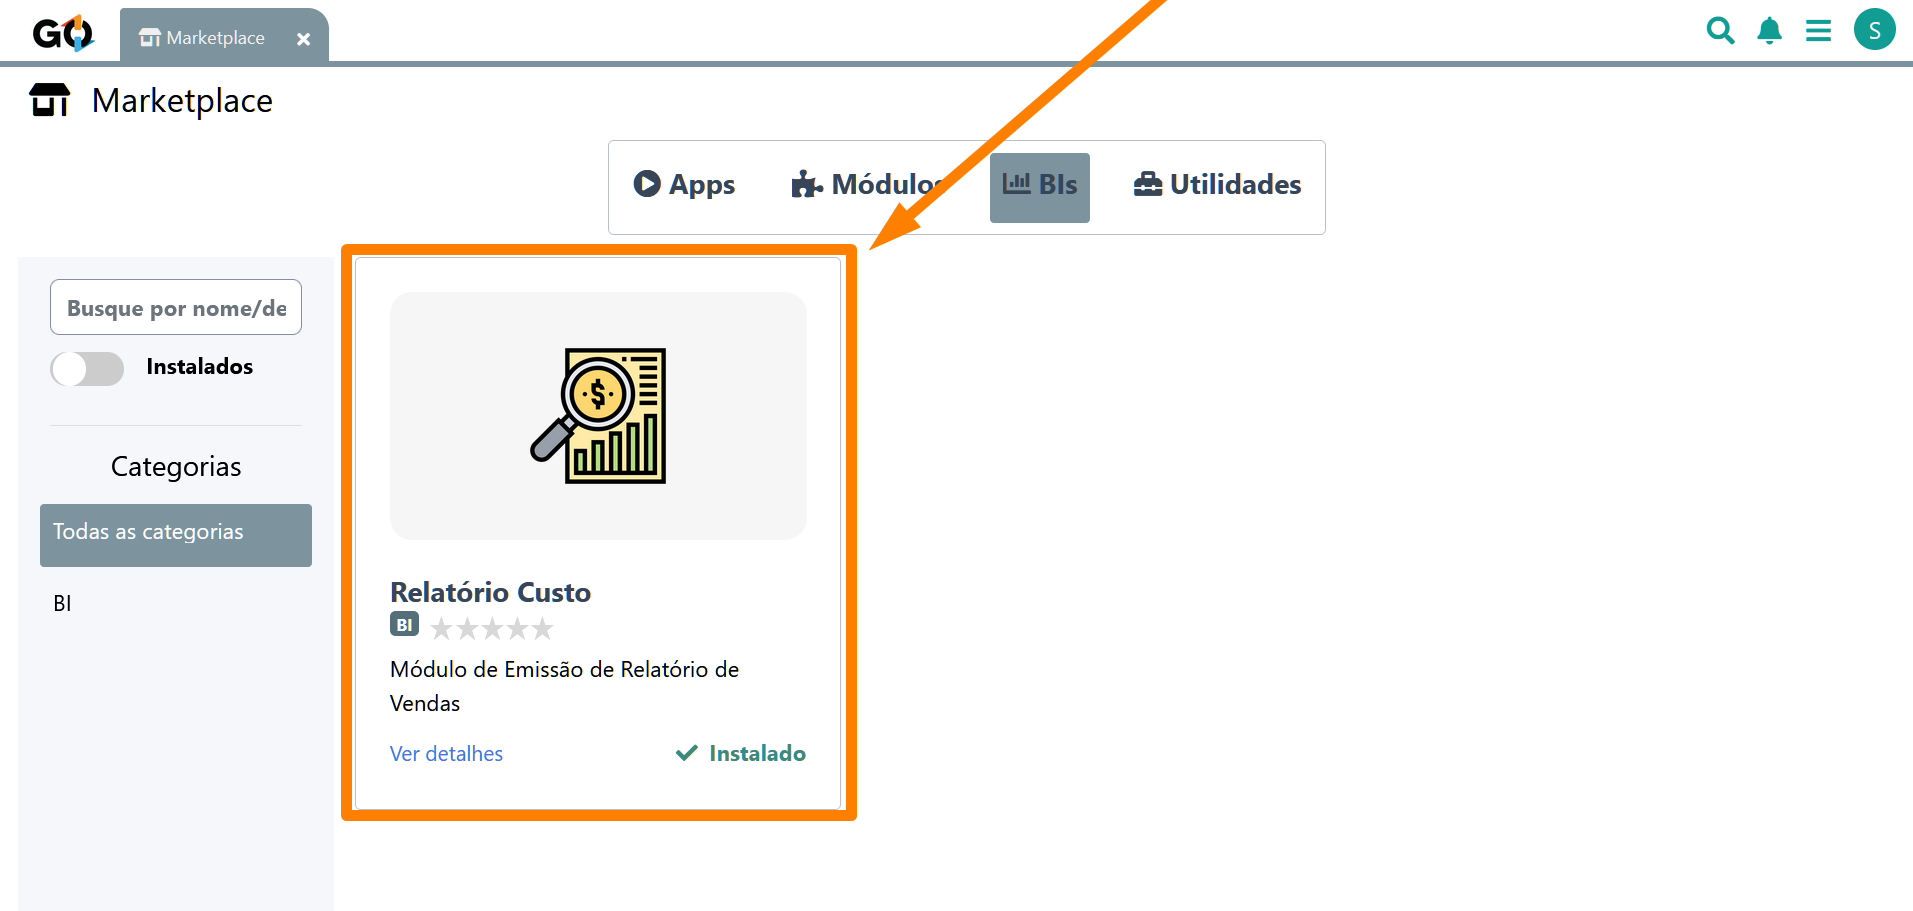 GO
Marketplace
S
Marketplace
Apps
Módulos
BIs
Utilidades
Busque por nome/de
Instalados
Categorias
Todas as categorias
BI
$
Relatório Custo
BI
Módulo de Emissão de Relatório de
Vendas
Ver detalhes
Instalado